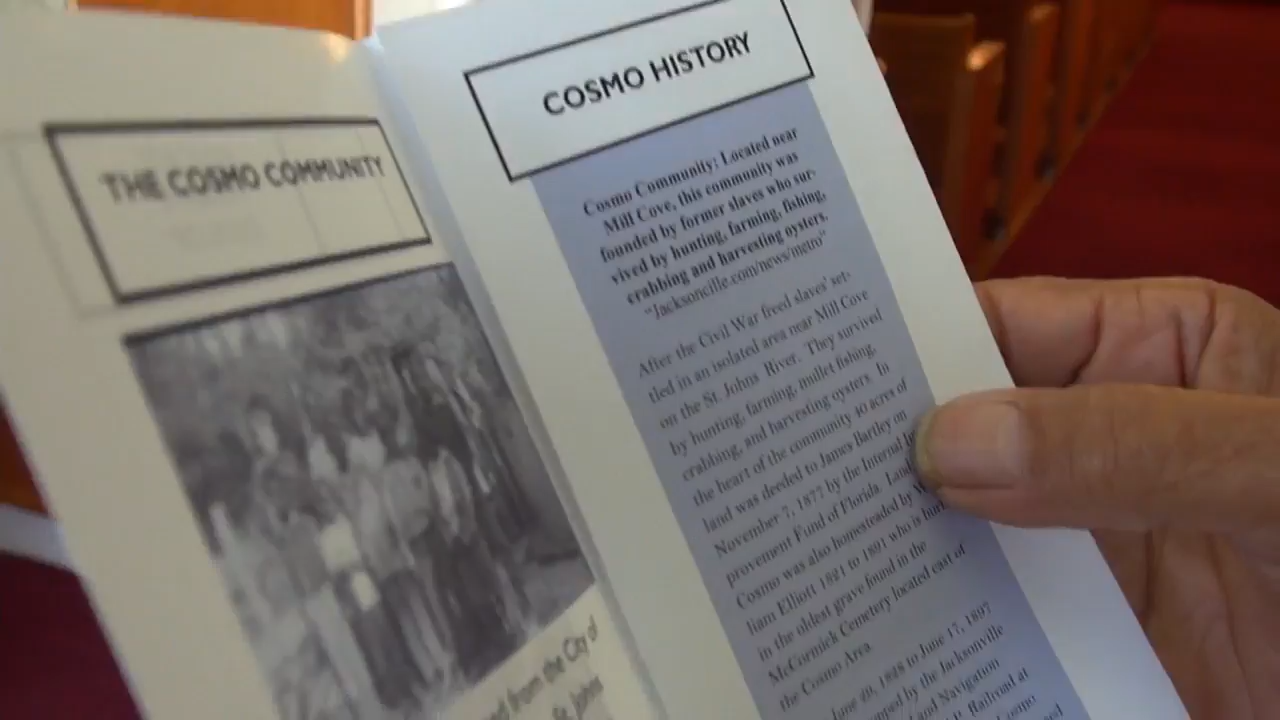 THE COSMO COMMUNITY
from the City of
St. Johns
COSMO HISTORY
Cosmo Community: Located near
Mill Cove, this community was
founded by former slaves who sur-
vived by hunting, farming, fishing,
crabbing and harvesting oysters.
"Jacksonville.com/news/metro"
After the Civil War freed slaves' set-
tled in an isolated area near Mill Cove
on the St. Johns River. They survived
by hunting, farming, mullet fishing,
crabbing, and harvesting oysters. In
the heart of the community 40 acres of
land was deeded to James Bartley on
November 7, 1877 by the Internal
provement Fund of Florida. Land
Cosmo was also homesteaded by
liam Elliott 1821 to 1891 who is
in the oldest grave found in the
McCormick Cemetery located east of
the Cosmo Area.
to June 17, 1897
by the Jacksonville
and Navigation
Railroad at